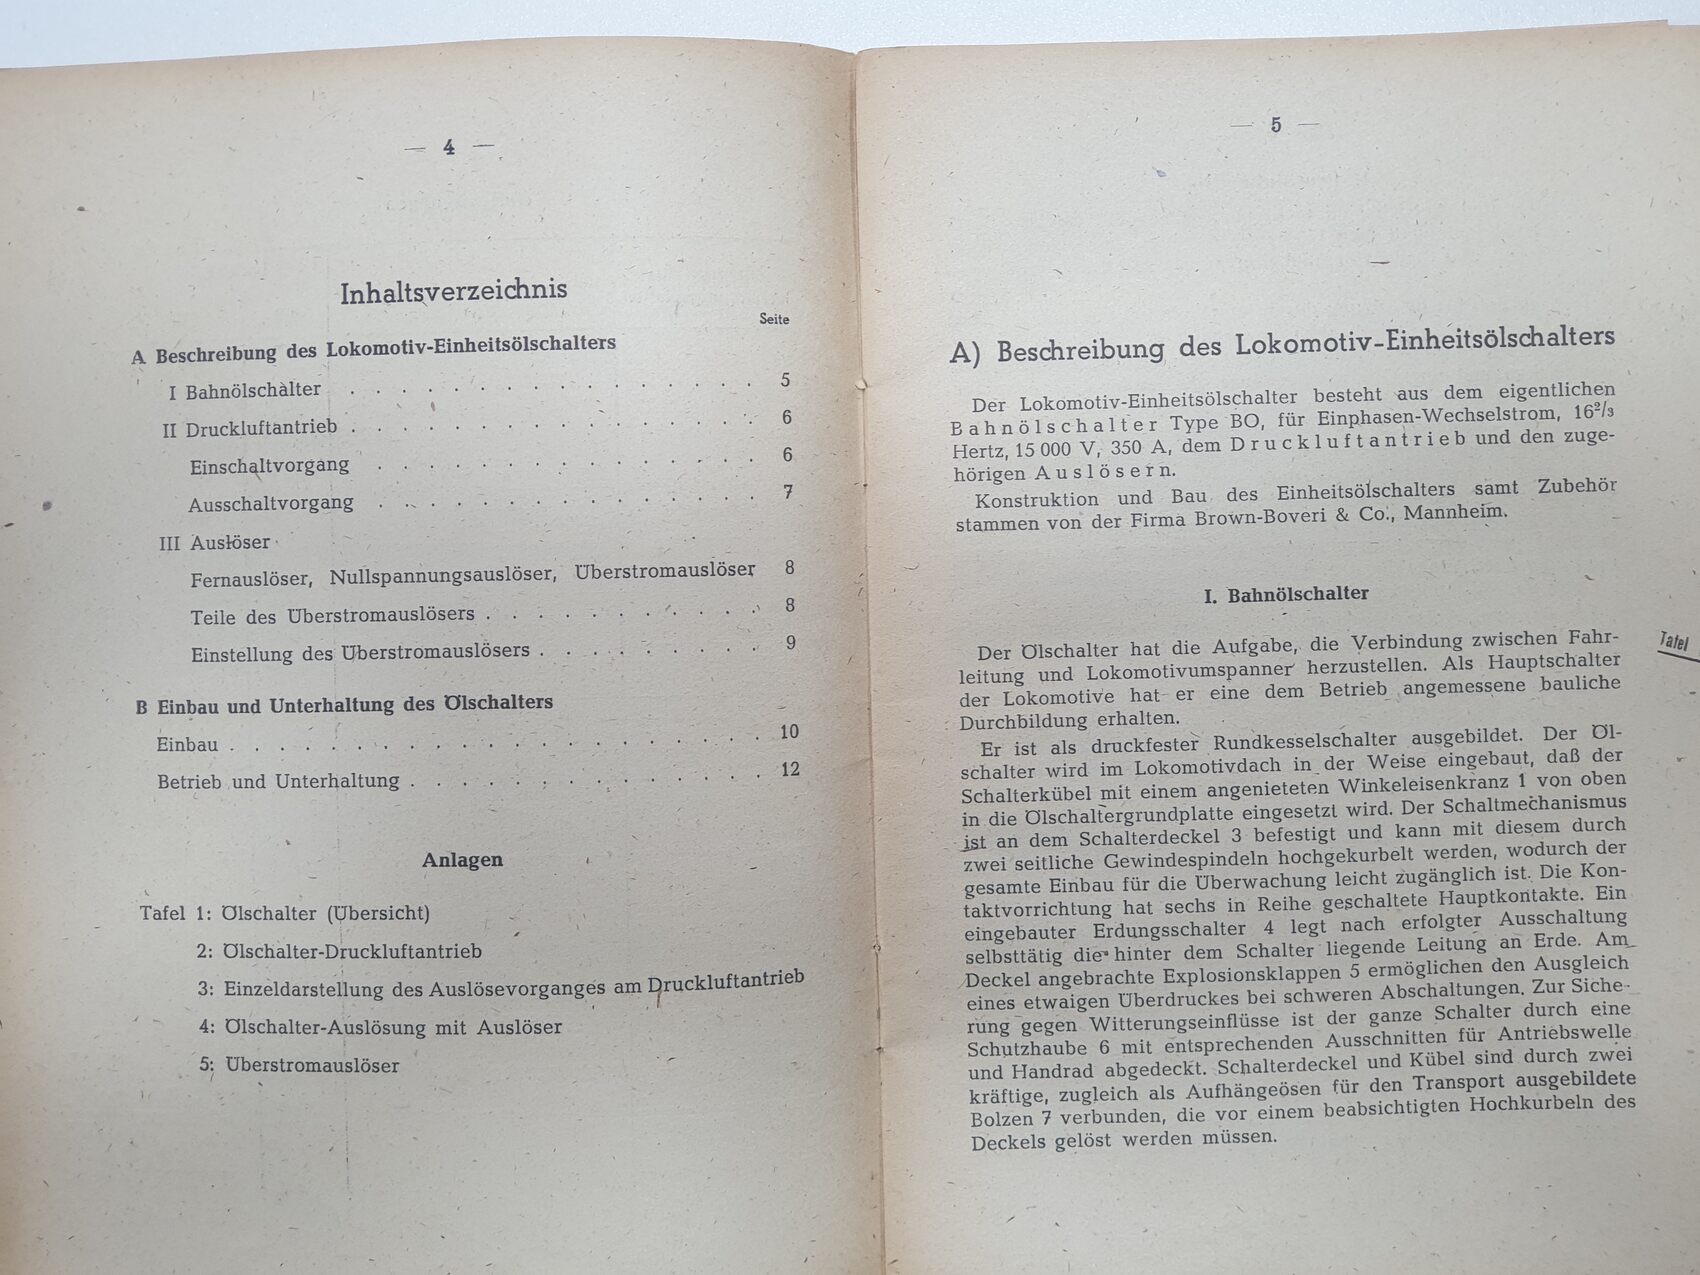 — 4 —
Inhaltsverzeichnis
Seite
A Beschreibung des Lokomotiv-Einheitsölschalters
I Bahnölschalter . . . . . . . . . . . . . . . . 5
II Druckluftantrieb . . . . . . . . . . . . . . . . 6
Einschaltvorgang . . . . . . . . . . . . . . . 6
Ausschaltvorgang . . . . . . . . . . . . . . . 7
III Auslöser
Fernauslöser, Nullspannungsauslöser, Überstromauslöser 8
Teile des Überstromauslösers . . . . . . . . . . . 8
Einstellung des Überstromauslösers . . . . . . . . . 9
B Einbau und Unterhaltung des Ölschalters
Einbau . . . . . . . . . . . . . . . . . . . . 10
Betrieb und Unterhaltung . . . . . . . . . . . . . 12
Anlagen
Tafel 1: Ölschalter (Übersicht)
2: Ölschalter-Druckluftantrieb
3: Einzeldarstellung des Auslösevorganges am Druckluftantrieb
4: Ölschalter-Auslösung mit Auslöser
5: Überstromauslöser
— 5 —
A) Beschreibung des Lokomotiv-Einheitsölschalters
Der Lokomotiv-Einheitsölschalter besteht aus dem eigentlichen
Bahnölschalter Type BO, für Einphasen-Wechselstrom, 16²/₃
Hertz, 15 000 V, 350 A, dem Druckluftantrieb und den zuge-
hörigen Auslösern.
Konstruktion und Bau des Einheitsölschalters samt Zubehör
stammen von der Firma Brown-Boveri & Co., Mannheim.
I. Bahnölschalter
Der Ölschalter hat die Aufgabe, die Verbindung zwischen Fahr-
leitung und Lokomotivumspanner herzustellen. Als Hauptschalter
der Lokomotive hat er eine dem Betrieb angemessene bauliche
Durchbildung erhalten.
Tafel
Er ist als druckfester Rundkesselschalter ausgebildet. Der Öl-
schalter wird im Lokomotivdach in der Weise eingebaut, daß der
Schalterkübel mit einem angenieteten Winkeleisenkranz 1 von oben
in die Ölschaltergrundplatte eingesetzt wird. Der Schaltmechanismus
ist an dem Schalterdeckel 3 befestigt und kann mit diesem durch
zwei seitliche Gewindespindeln hochgekurbelt werden, wodurch der
gesamte Einbau für die Überwachung leicht zugänglich ist. Die Kon-
taktvorrichtung hat sechs in Reihe geschaltete Hauptkontakte. Ein
eingebauter Erdungsschalter 4 legt nach erfolgter Ausschaltung
selbsttätig die hinter dem Schalter liegende Leitung an Erde. Am
Deckel angebrachte Explosionsklappen 5 ermöglichen den Ausgleich
eines etwaigen Überdruckes bei schweren Abschaltungen. Zur Siche-
rung gegen Witterungseinflüsse ist der ganze Schalter durch eine
Schutzhaube 6 mit entsprechenden Ausschnitten für Antriebswelle
und Handrad abgedeckt. Schalterdeckel und Kübel sind durch zwei
kräftige, zugleich als Aufhängeösen für den Transport ausgebildete
Bolzen 7 verbunden, die vor einem beabsichtigten Hochkurbeln des
Deckels gelöst werden müssen.